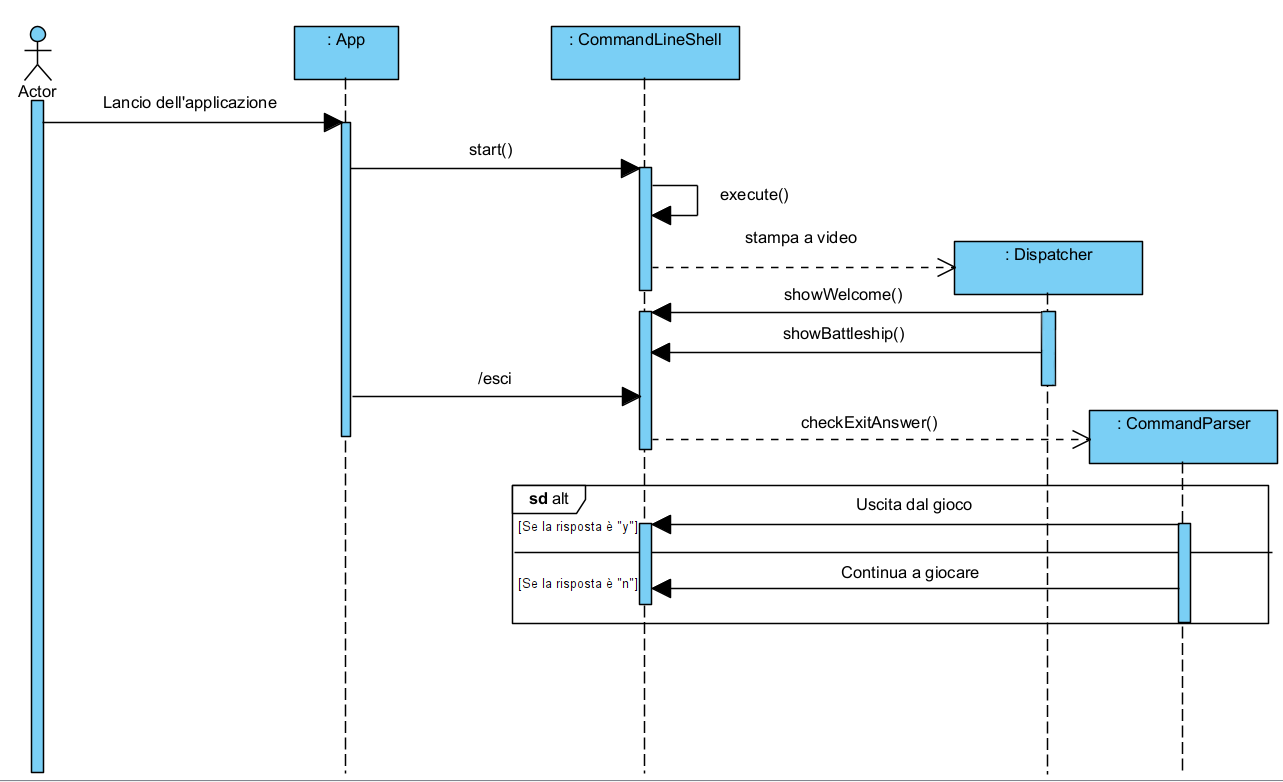 : App
: CommandLineShell
Actor
Lancio dell'applicazione
start()
execute()
stampa a video
: Dispatcher
showWelcome()
showBattleship()
/esci
checkExitAnswer()
: CommandParser
sd alt
Uscita dal gioco
[Se la risposta è "y"]
Continua a giocare
[Se la risposta è "n"]